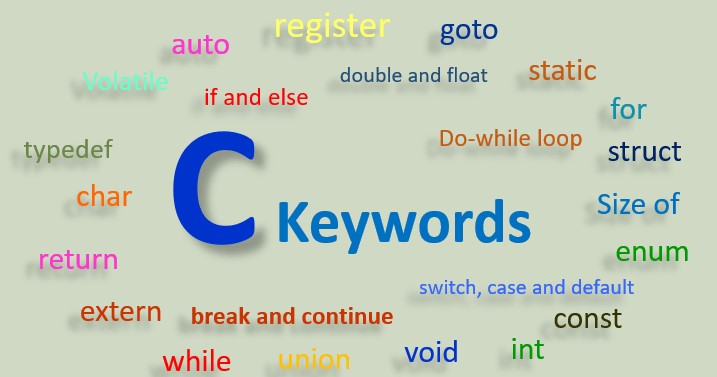 register
goto
auto
double and float
static
Volatile
if and else
for
Do-while loop
typedef
struct
char
C Keywords
Size of
return
enum
switch, case and default
extern
break and continue
const
while
union
void
int